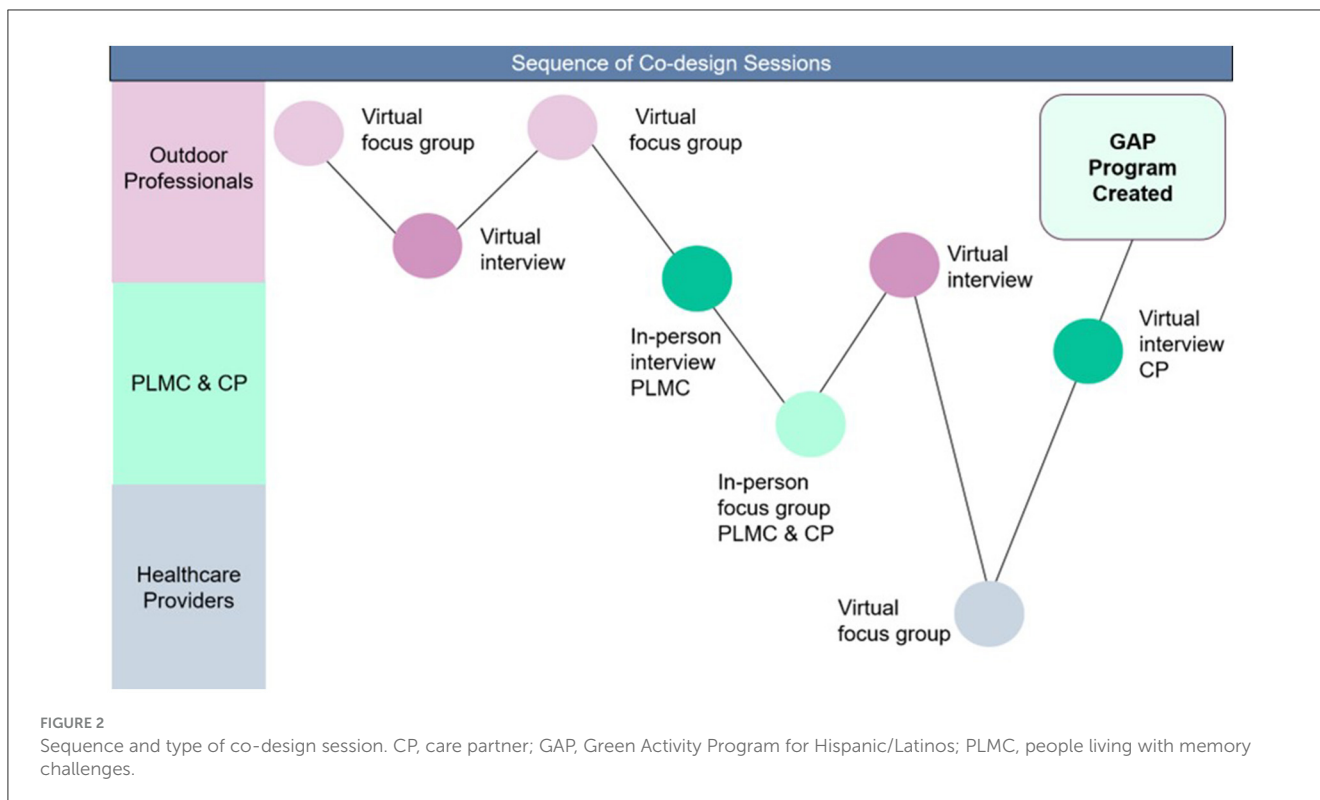 Sequence of Co-design Sessions
Outdoor
Professionals
Virtual
focus group
Virtual
interview
Virtual
focus group
GAP
Program
Created
PLMC & CP
In-person
interview
PLMC
In-person
focus group
PLMC & CP
Virtual
interview
Virtual
interview
CP
Healthcare
Providers
Virtual
focus group
FIGURE 2
Sequence and type of co-design session. CP, care partner; GAP, Green Activity Program for Hispanic/Latinos; PLMC, people living with memory
challenges.